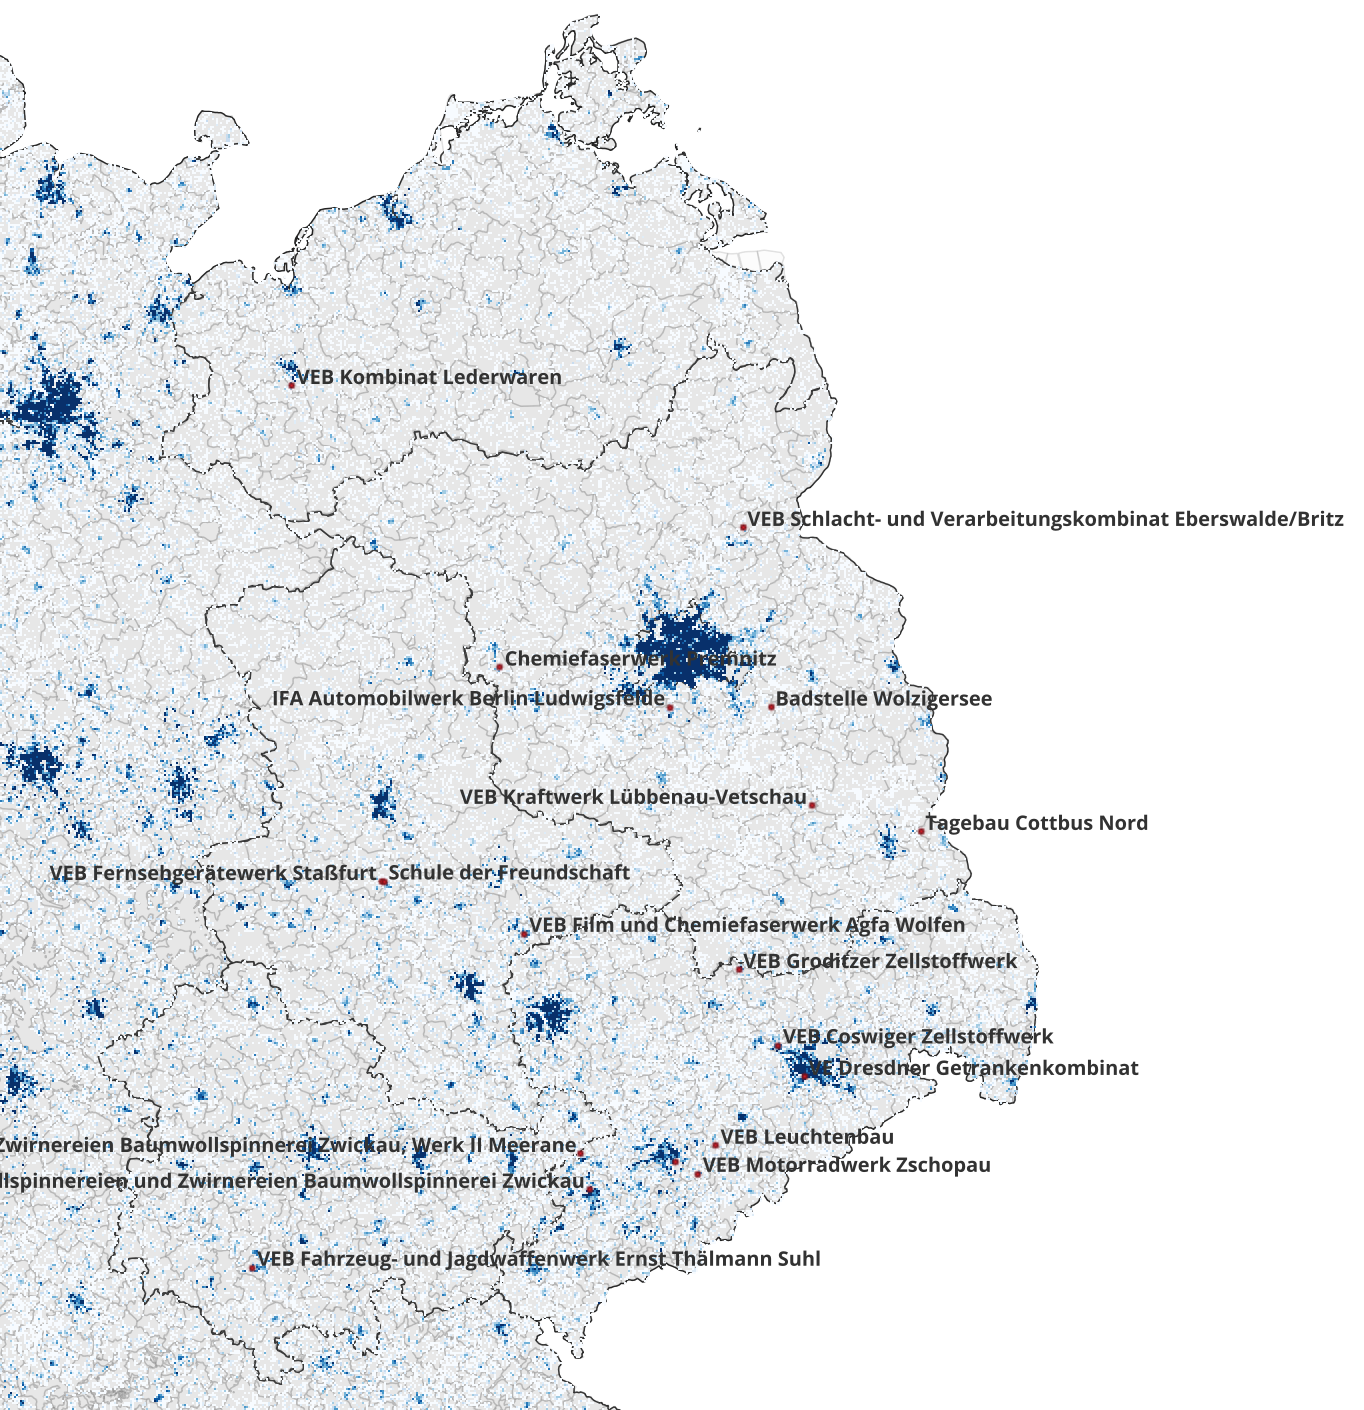 VEB Kombinat Lederwaren
VEB Schlacht- und Verarbeitungskombinat Eberswalde/Britz
Chemiefaserwerk Premnitz
IFA Automobilwerk Berlin-Ludwigsfelde
Badstelle Wolzigersee
VEB Kraftwerk Lübbenau-Vetschau
Tagebau Cottbus Nord
VEB Fernsehgerätewerk Staßfurt
Schule der Freundschaft
VEB Film und Chemiefaserwerk Agfa Wolfen
VEB Groditzer Zellstoffwerk
VEB Coswiger Zellstoffwerk
VE Dresdner Getrankenkombinat
VEB Leuchtenbau
Zwirnereien Baumwollspinnerei Zwickau, Werk II Meerane
VEB Motorradwerk Zschopau
llspinnereien und Zwirnereien Baumwollspinnerei Zwickau
VEB Fahrzeug- und Jagdwaffenwerk Ernst Thälmann Suhl